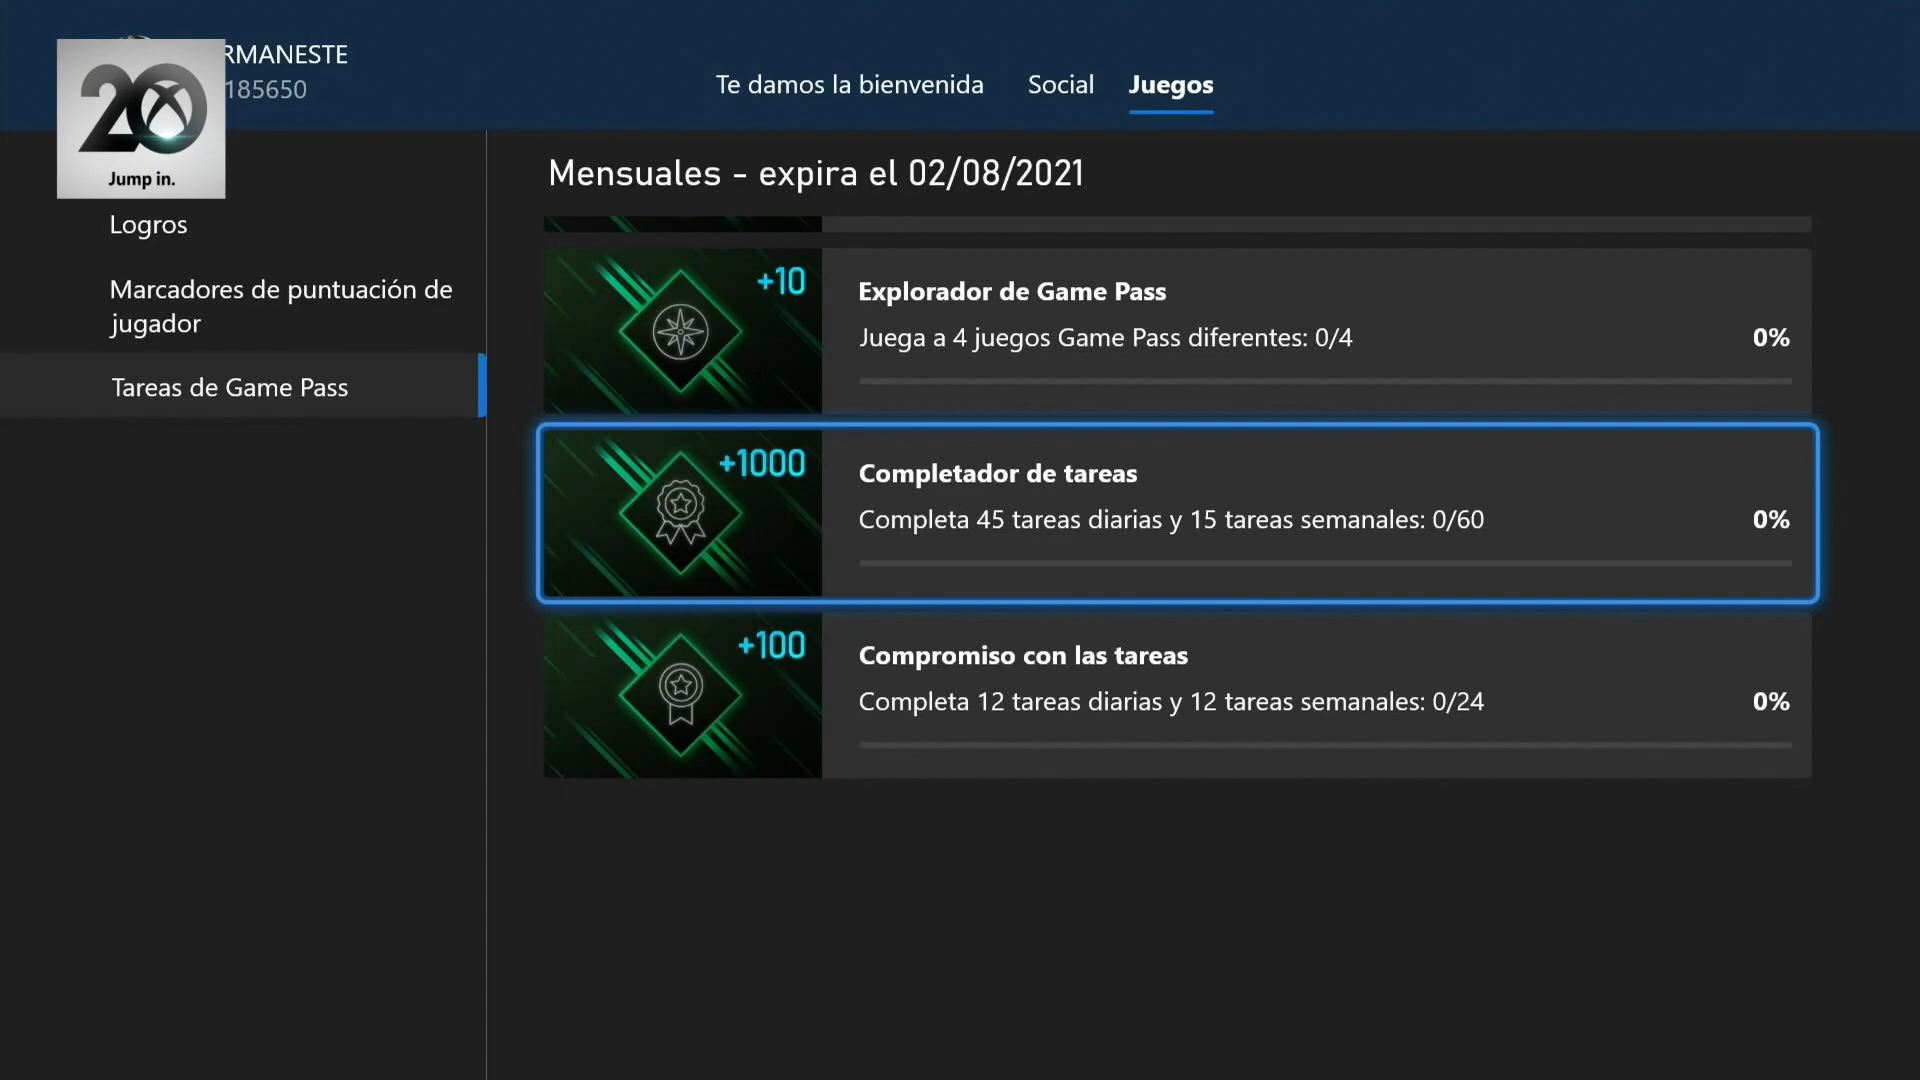 RMANESTE
185650
20
Jump in.
Te damos la bienvenida
Social
Juegos
Logros
Marcadores de puntuación de
jugador
Tareas de Game Pass
Mensuales - expira el 02/08/2021
+10
Explorador de Game Pass
Juega a 4 juegos Game Pass diferentes: 0/4
0%
+1000
Completador de tareas
Completa 45 tareas diarias y 15 tareas semanales: 0/60
0%
+100
Compromiso con las tareas
Completa 12 tareas diarias y 12 tareas semanales: 0/24
0%